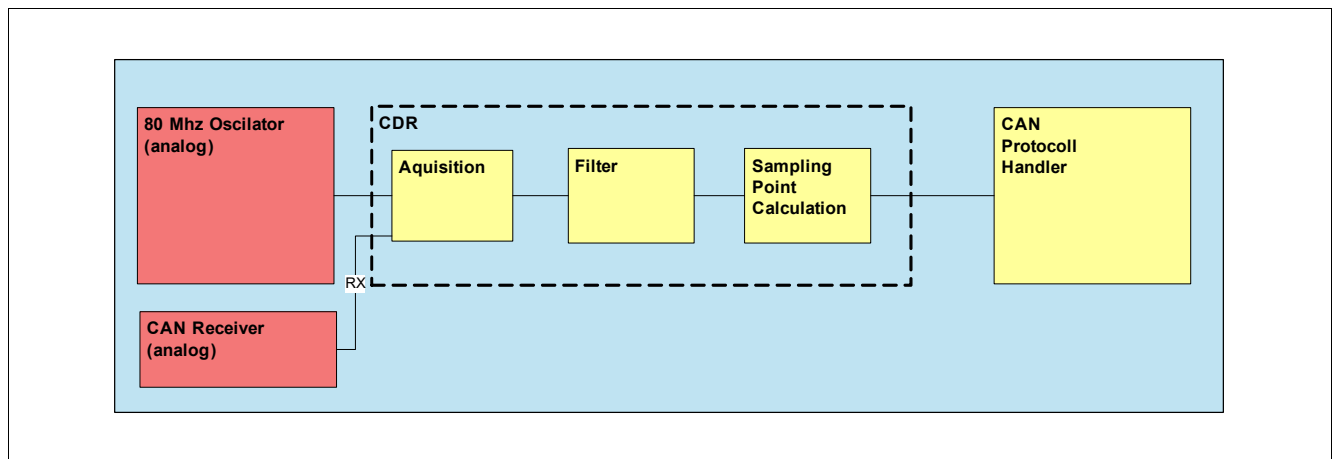 80 Mhz Oscilator
(analog)
CDR
Aquisition
Filter
Sampling
Point
Calculation
CAN
Protocoll
Handler
RX
CAN Receiver
(analog)